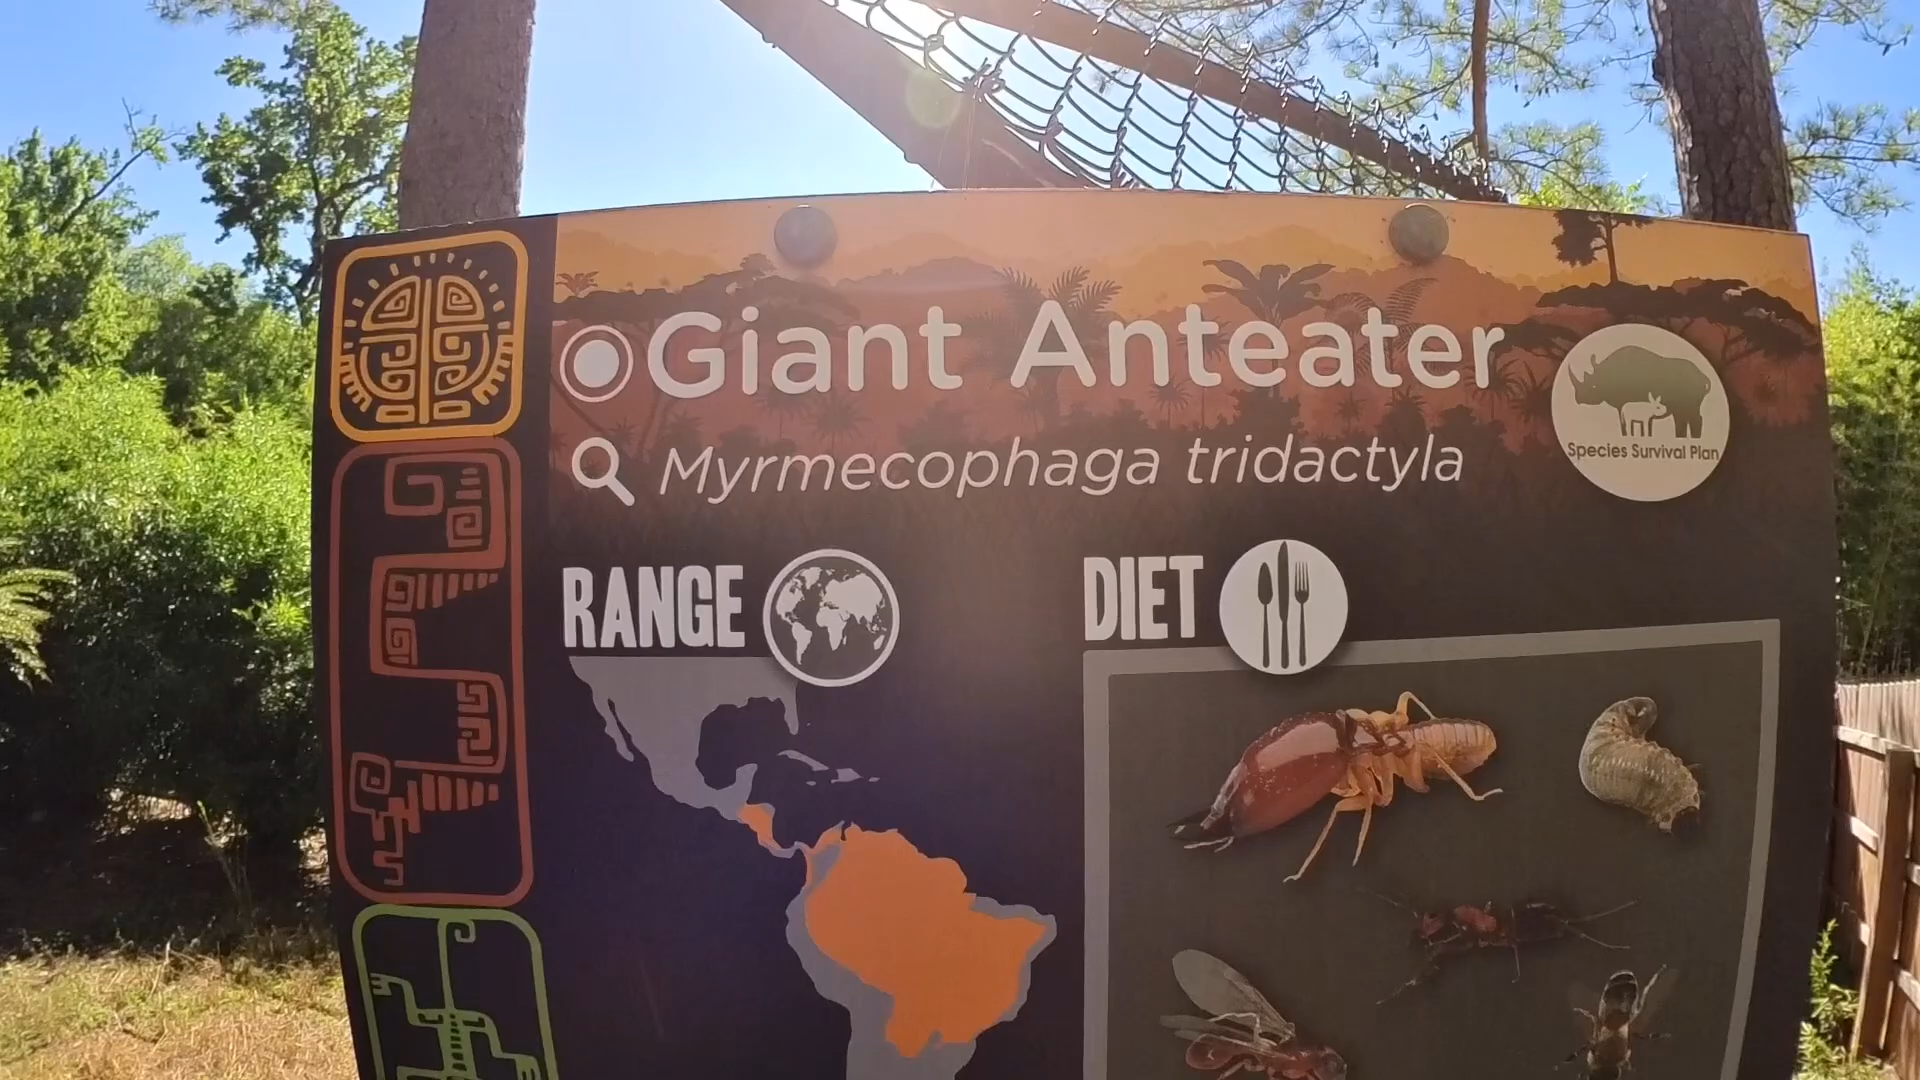 Giant Anteater
Myrmecophaga tridactyla
Species Survival Plan
RANGE
DIET